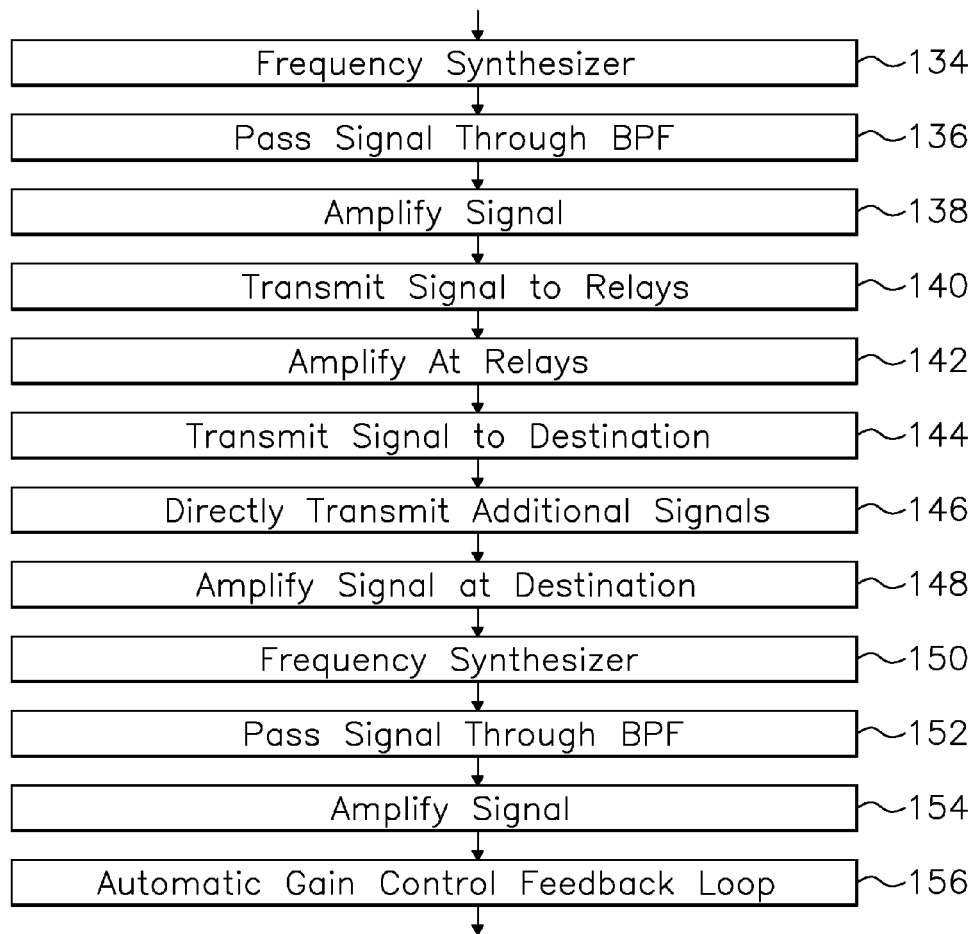 Frequency Synthesizer 134
Pass Signal Through BPF 136
Amplify Signal 138
Transmit Signal to Relays 140
Amplify At Relays 142
Transmit Signal to Destination 144
Directly Transmit Additional Signals 146
Amplify Signal at Destination 148
Frequency Synthesizer 150
Pass Signal Through BPF 152
Amplify Signal 154
Automatic Gain Control Feedback Loop 156